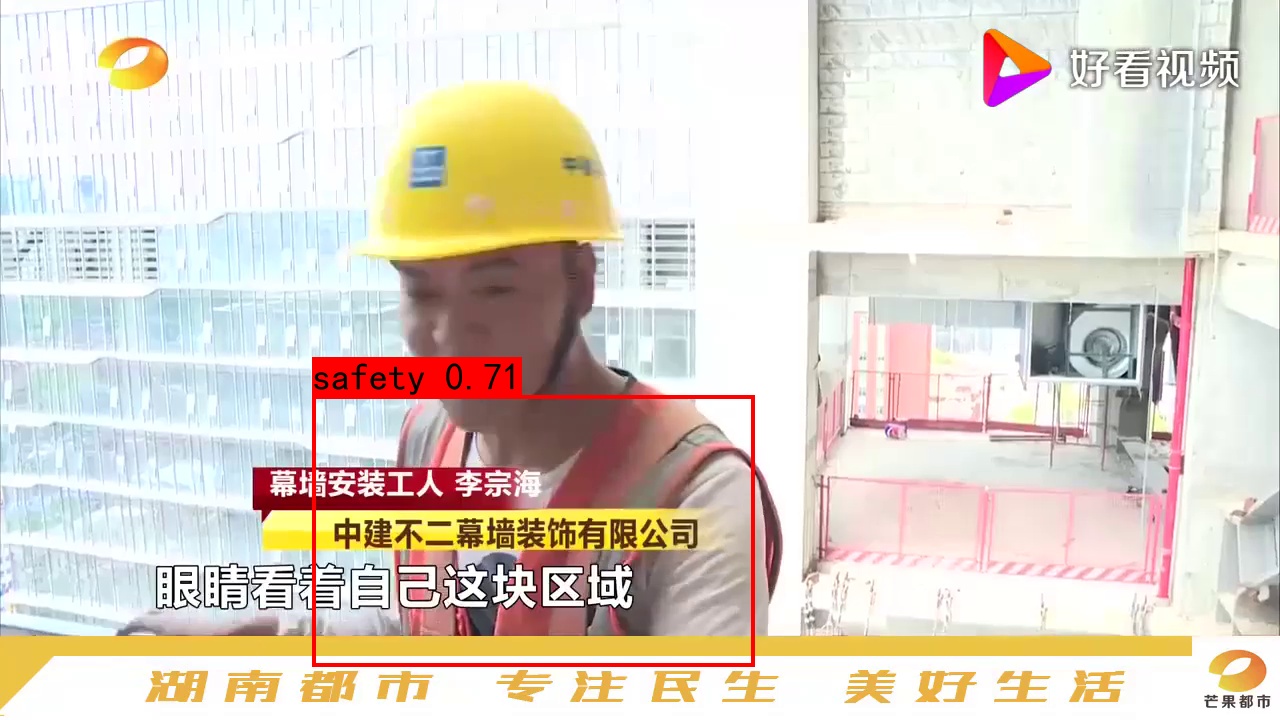 好看视频
safety 0.71
幕墙安装工人 李宗海
中建不二幕墙装饰有限公司
眼睛看着自己这块区域
湖南都市 专注民生 美好生活
芒果都市